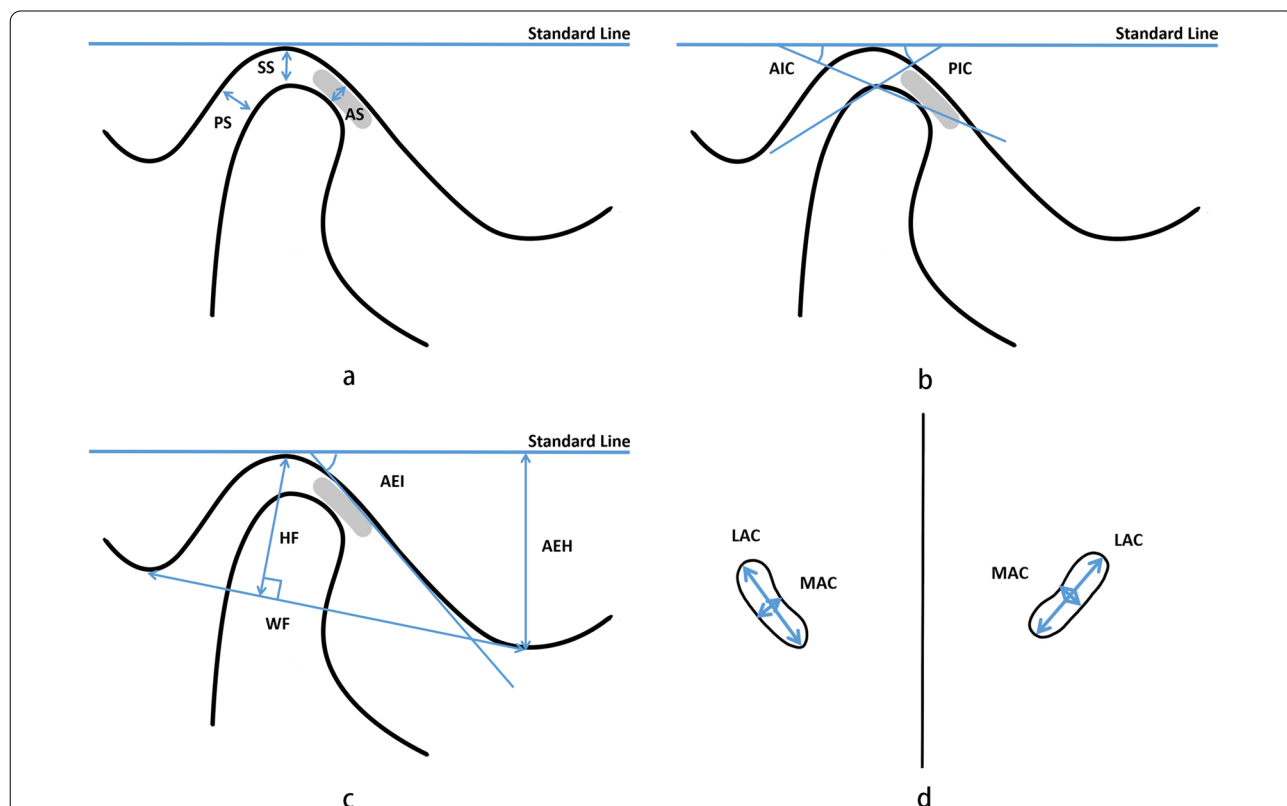 Standard Line
SS
PS
AS
a
Standard Line
AIC
PIC
b
Standard Line
AEI
HF
AEH
WF
c
LAC
MAC
LAC
MAC
d